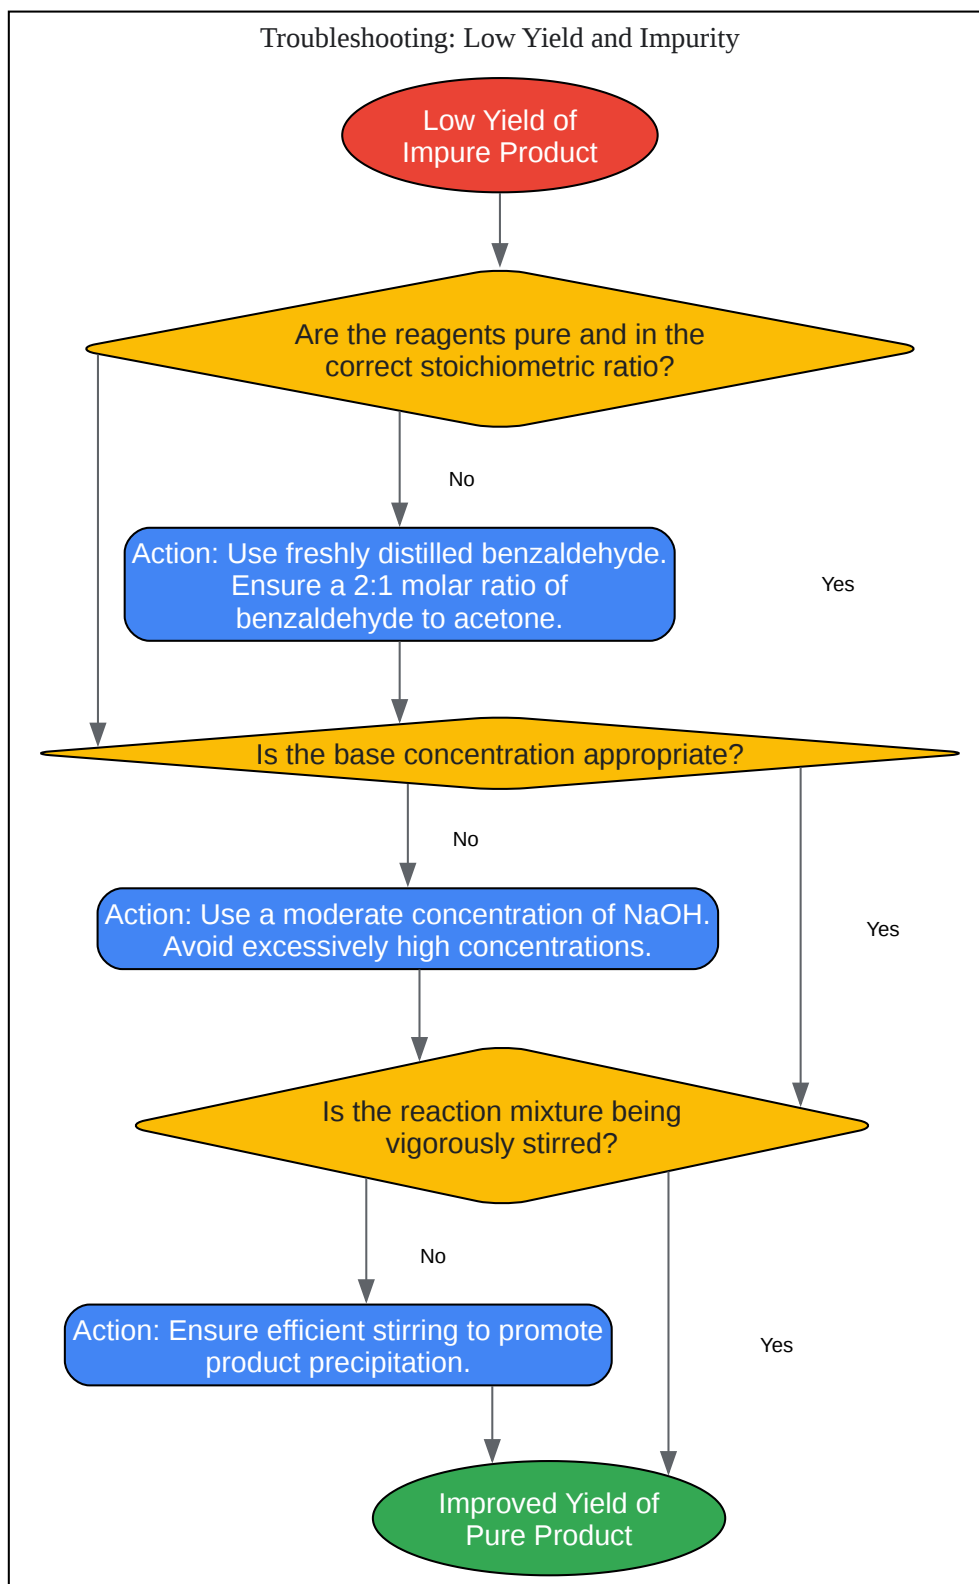 Troubleshooting: Low Yield and Impurity
Low Yield of
Impure Product
Are the reagents pure and in the
correct stoichiometric ratio?
No
Action: Use freshly distilled benzaldehyde.
Ensure a 2:1 molar ratio of
benzaldehyde to acetone.
Yes
Is the base concentration appropriate?
No
Action: Use a moderate concentration of NaOH.
Avoid excessively high concentrations.
Yes
Is the reaction mixture being
vigorously stirred?
No
Action: Ensure efficient stirring to promote
product precipitation.
Yes
Improved Yield of
Pure Product